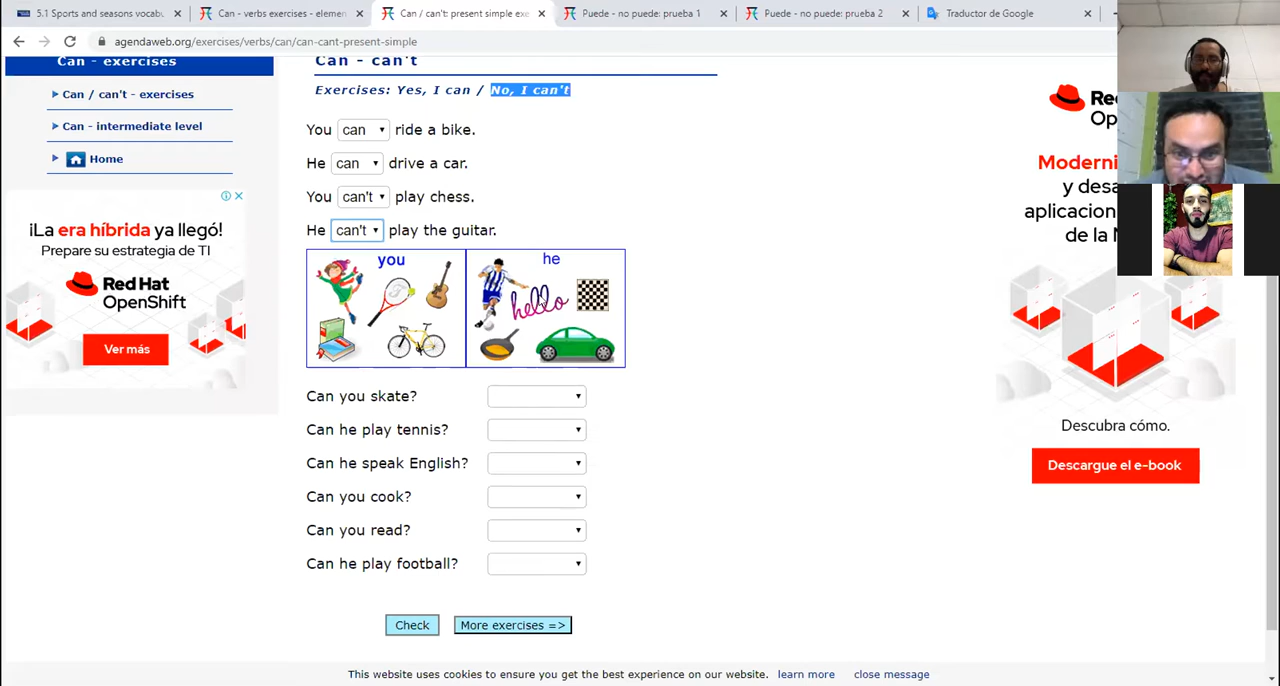 5.1 Sports and seasons vocabu
Can - verbs exercises - elemen
Can / can't: present simple exe
Puede - no puede: prueba 1
Puede - no puede: prueba 2
Traductor de Google
agendaweb.org/exercises/verbs/can/can-cant-present-simple
Can - exercises
Can / can't - exercises
Can - intermediate level
Home
¡La era híbrida ya llegó!
Prepare su estrategia de TI
Red Hat
OpenShift
Ver más
Can - can't
Exercises: Yes, I can / No, I can't
You can ride a bike.
He can drive a car.
You can't play chess.
He can't play the guitar.
you
he
hello
Can you skate?
Can he play tennis?
Can he speak English?
Can you cook?
Can you read?
Can he play football?
Check
More exercises =>
Moderni
y desa
aplicacion
de la
Descubra cómo.
Descargue el e-book
This website uses cookies to ensure you get the best experience on our website. learn more close message